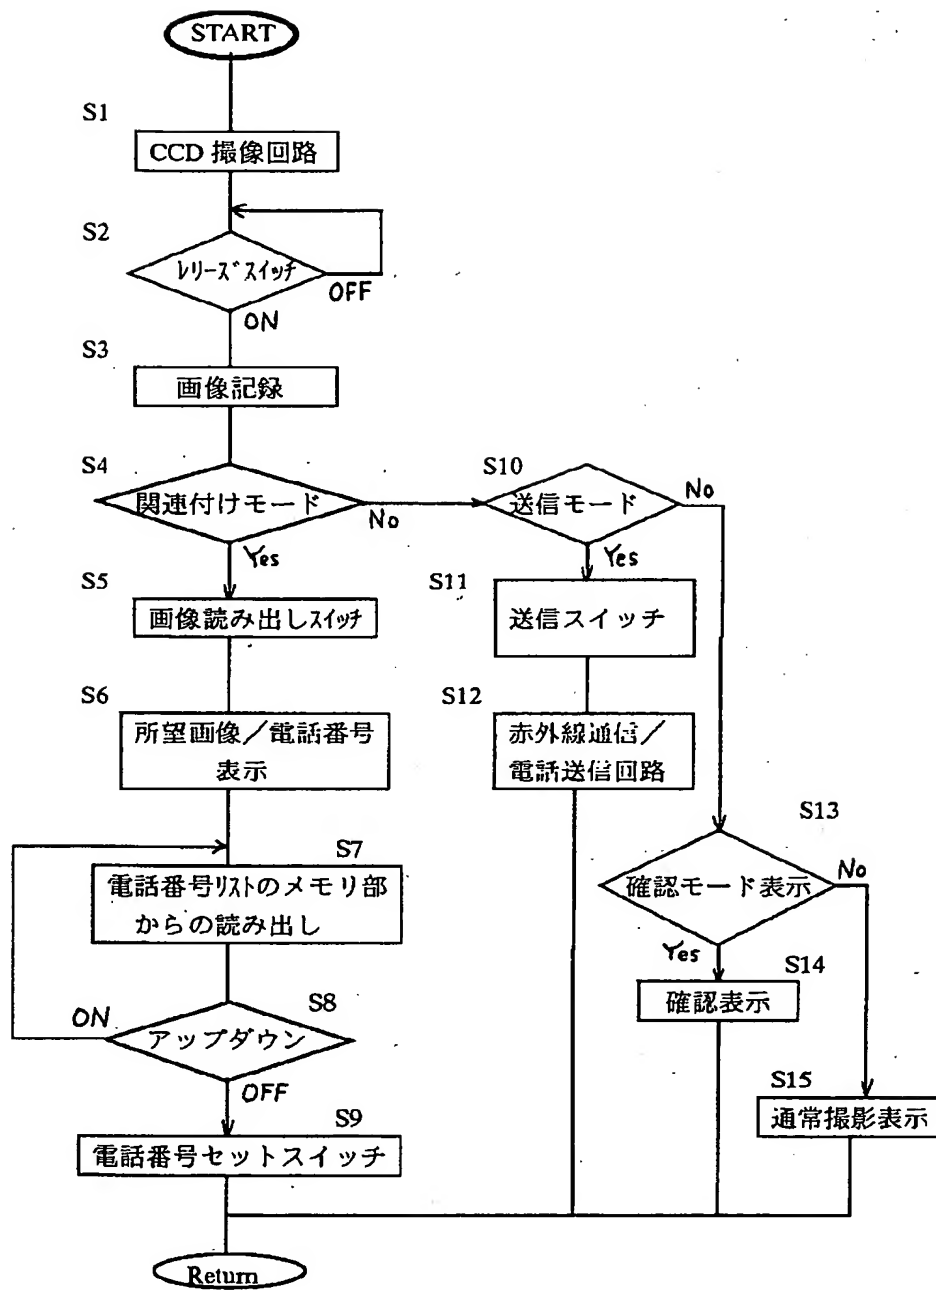 START
S1
CCD 撮像回路
S2
ﾚﾘｰｽﾞｽｲｯﾁ
OFF
ON
S3
画像記録
S4
関連付けモード
No
Yes
S10
送信モード
No
Yes
S5
画像読み出しｽｲｯﾁ
S11
送信スイッチ
S6
所望画像／電話番号
表示
S12
赤外線通信／
電話送信回路
S13
確認モード表示
No
Yes
S7
電話番号ﾘｽﾄのメモリ部
からの読み出し
S14
確認表示
S8
アップダウン
ON
OFF
S15
通常撮影表示
S9
電話番号セットスイッチ
Return